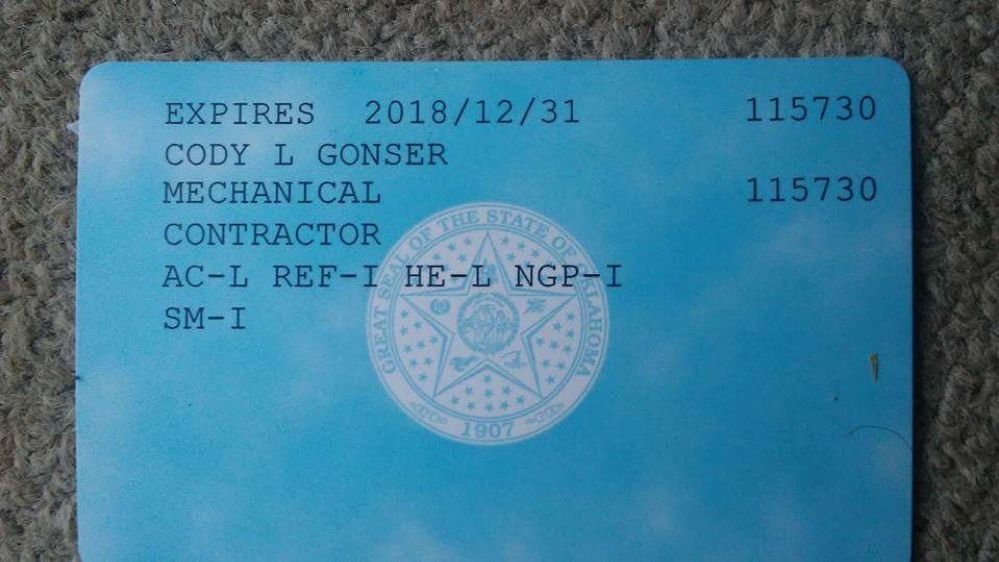 EXPIRES 2018/12/31 115730
CODY L GONSER
MECHANICAL 115730
CONTRACTOR
AC-L REF-I HE-L NGP-I
SM-I
GREAT SEAL OF THE STATE OF OKLAHOMA
1907